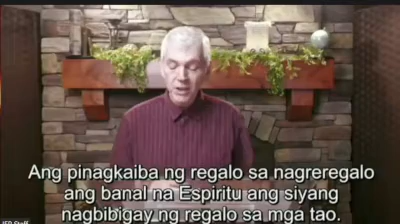 Ang pinagkaiba ng regalo sa nagreregalo
ang banal na Espiritu ang siyang
nagbibigay ng regalo sa mga tao.